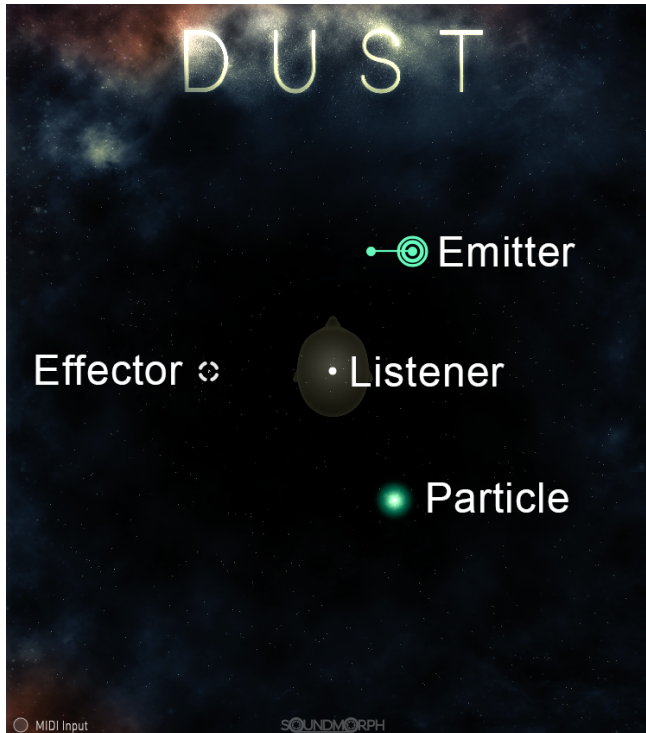 DUST
Emitter
Effector
Listener
Particle
MIDI Input
SOUNDMORPH